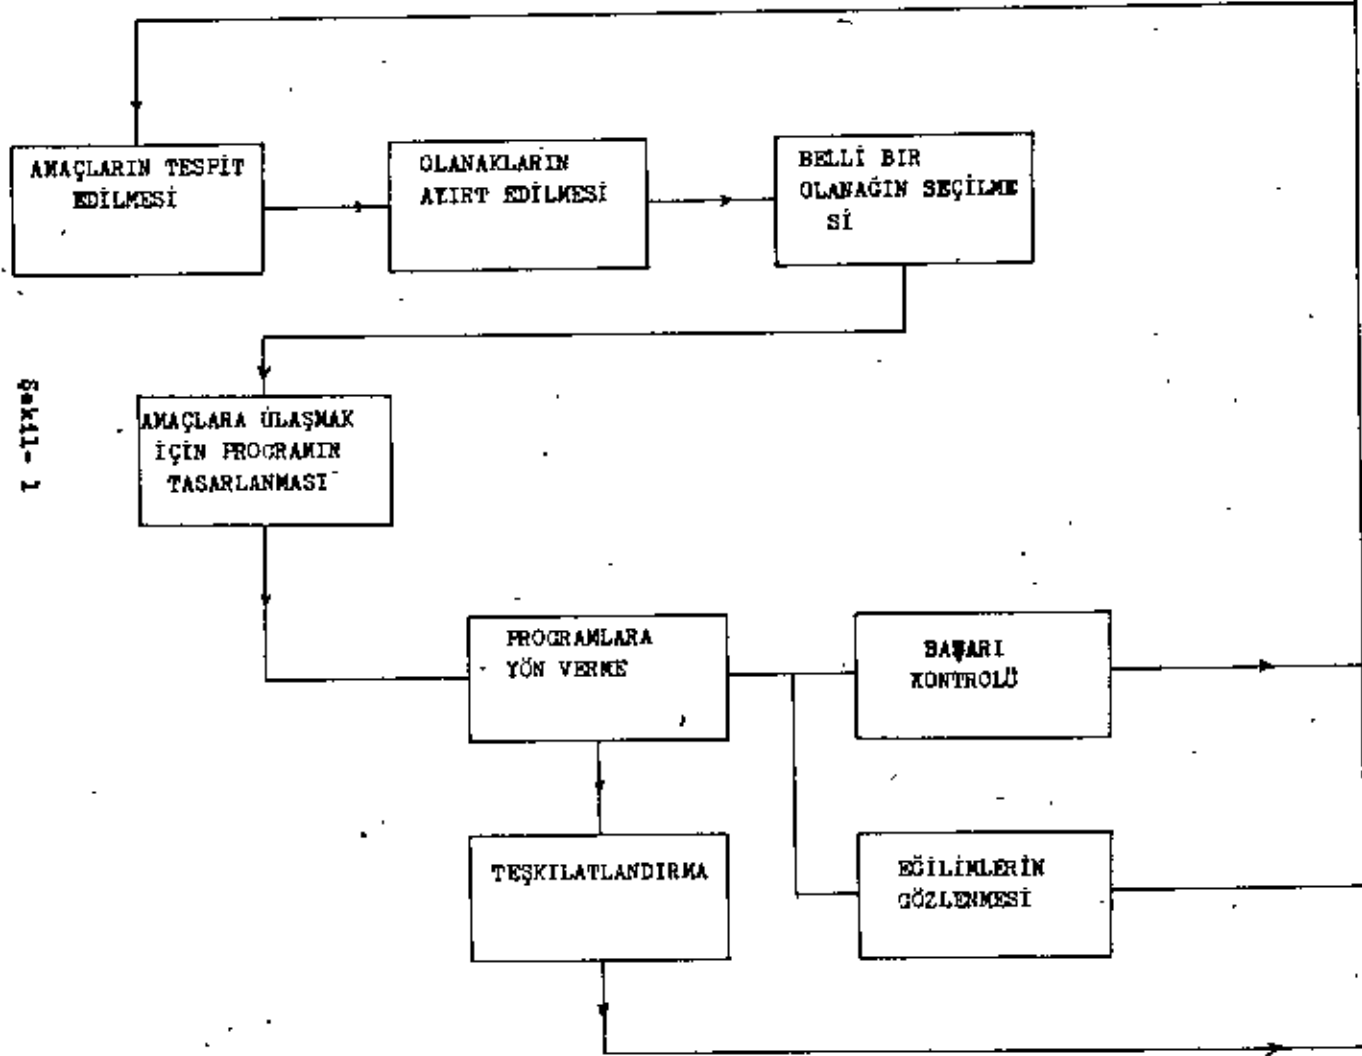 AMAÇLARIN TESPİT
EDİLMESİ
OLANAKLARIN
AYIRT EDİLMESİ
BELLİ BIR
OLANAĞIN SEÇİLME
Sİ
AMAÇLARA ULAŞMAK
İÇİN PROGRAMIN
TASARLANMASI
PROGRAMLARA
YÖN VERME
BAŞARI
KONTROLÜ
TEŞKILATLANDIRMA
EĞİLİMLERİN
GÖZLENMESİ
Şekil- 1